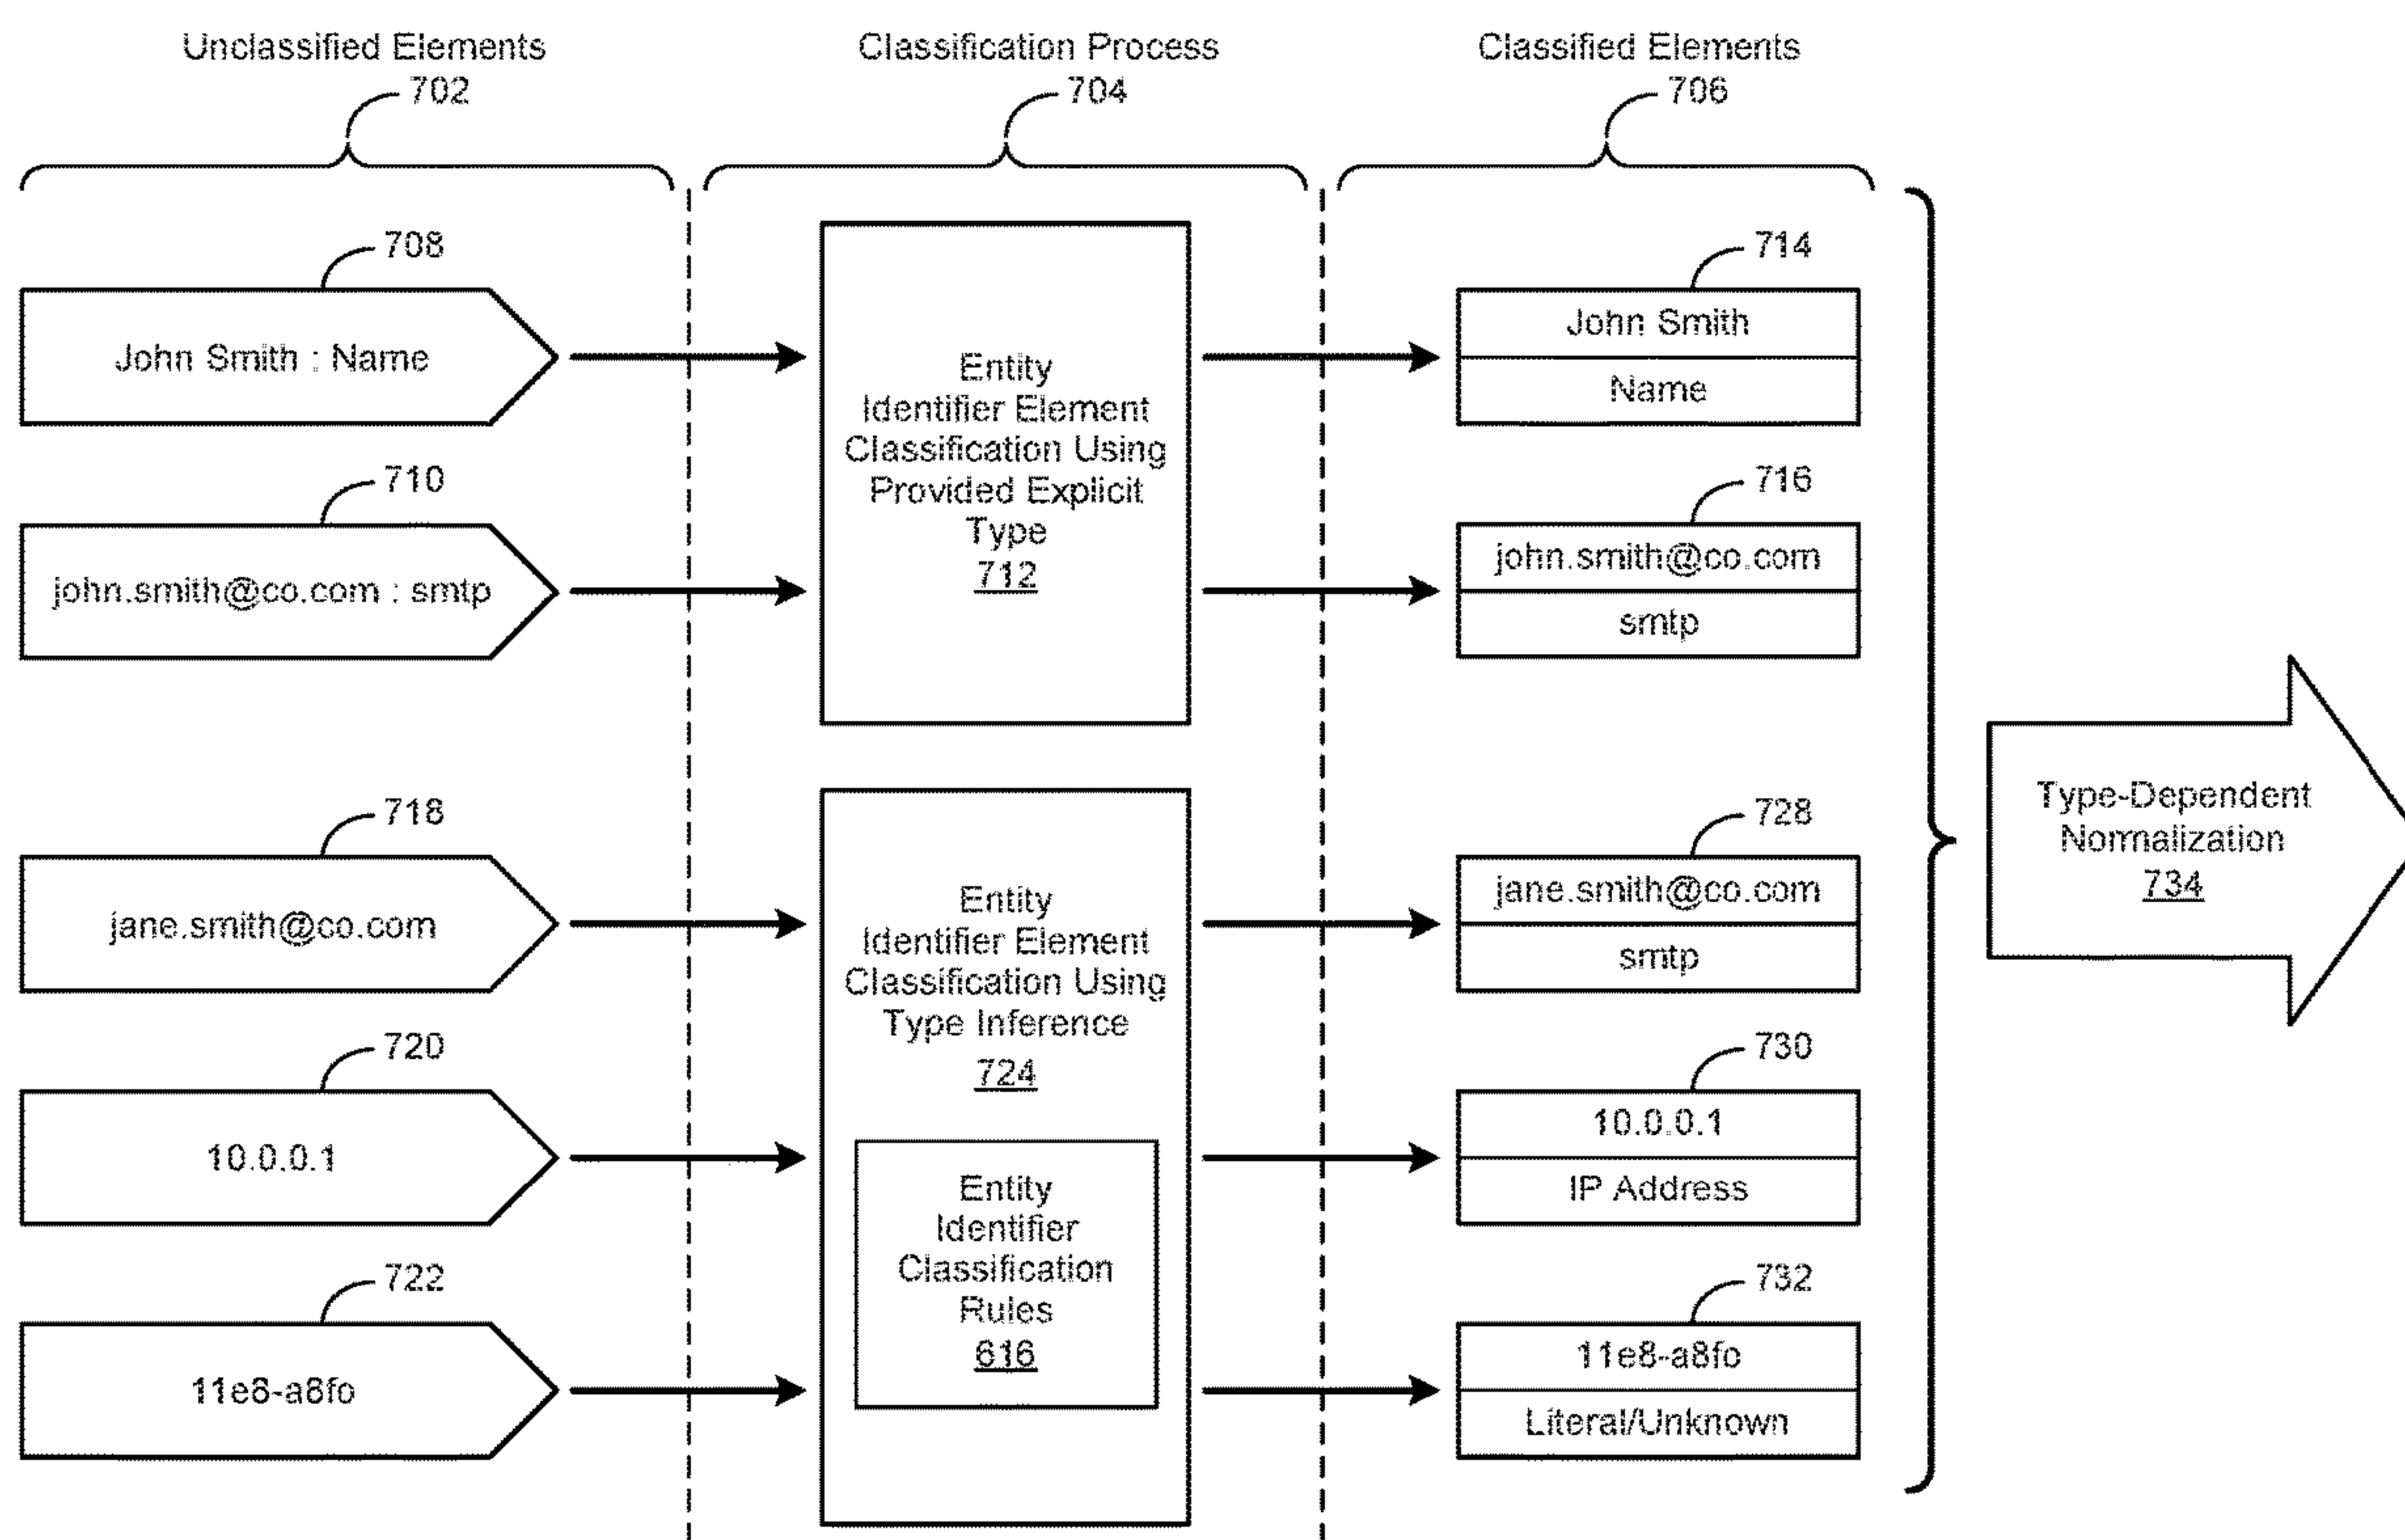 Unclassified Elements
702
Classification Process
704
Classified Elements
706
708
John Smith : Name
710
john.smith@co.com : smtp
Entity
Identifier Element
Classification Using
Provided Explicit
Type
712
714
John Smith
Name
716
john.smith@co.com
smtp
718
jane.smith@co.com
720
10.0.0.1
722
11e8-a8fo
Entity
Identifier Element
Classification Using
Type Inference
724
Entity
Identifier
Classification
Rules
616
728
jane.smith@co.com
smtp
730
10.0.0.1
IP Address
732
11e8-a8fo
Literal/Unknown
Type-Dependent
Normalization
734